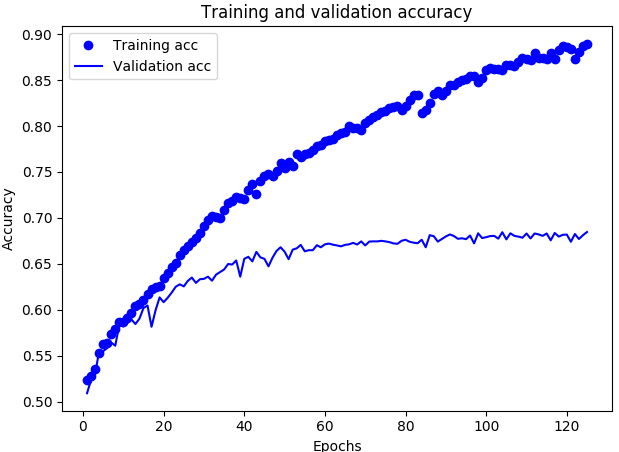 Training and validation accuracy
Training acc
Validation acc
Accuracy
0.90
0.85
0.80
0.75
0.70
0.65
0.60
0.55
0.50
0 20 40 60 80 100 120
Epochs